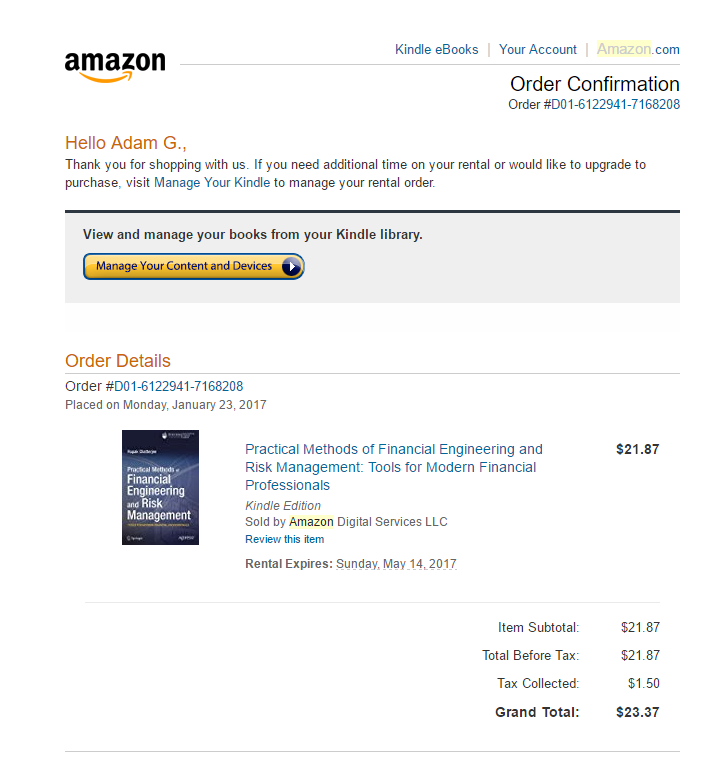 amazon
Kindle eBooks | Your Account | Amazon.com
Order Confirmation
Order #D01-6122941-7168208
Hello Adam G.,
Thank you for shopping with us. If you need additional time on your rental or would like to upgrade to
purchase, visit Manage Your Kindle to manage your rental order.
View and manage your books from your Kindle library.
Manage Your Content and Devices
Order Details
Order #D01-6122941-7168208
Placed on Monday, January 23, 2017
Practical Methods of
Financial
Engineering
and Risk
Management
Springer
Apress
Practical Methods of Financial Engineering and $21.87
Risk Management: Tools for Modern Financial
Professionals
Kindle Edition
Sold by Amazon Digital Services LLC
Review this item
Rental Expires: Sunday, May 14, 2017
Item Subtotal: $21.87
Total Before Tax: $21.87
Tax Collected: $1.50
Grand Total: $23.37